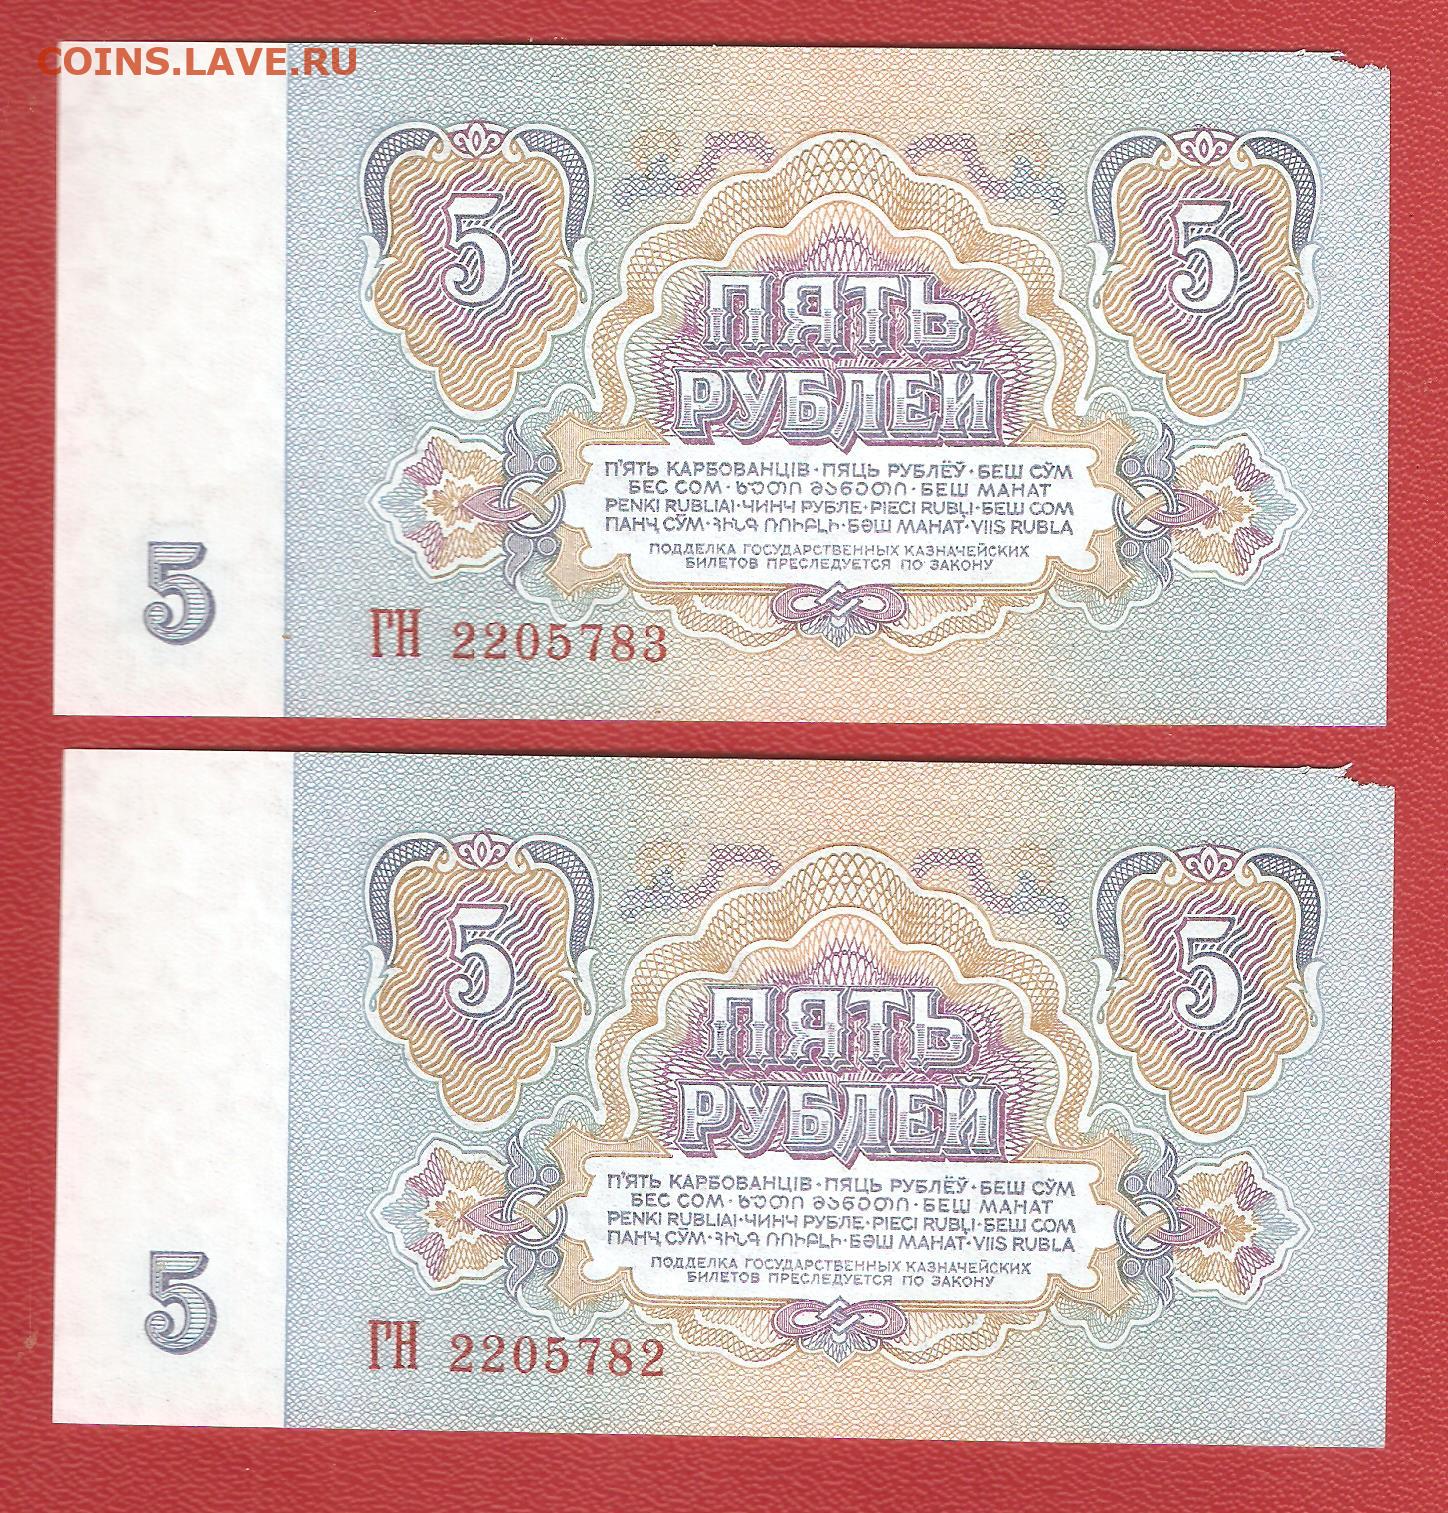 COINS.LAVE.RU
5
5
ПЯТЬ
РУБЛЕЙ
П'ЯТЬ КАРБОВАНЦІВ · ПЯЦЬ РУБЛЁЎ · БЕШ СЎМ
БЕС СОМ · ᲮᲣᲗᲘ ᲛᲐᲜᲔᲗᲘ · БЕШ МАНАТ
PENKI RUBLIAI · ЧИНЧ РУБЛЕ · PIECI RUBĻI · БЕШ СОМ
ПАНҶ СӮМ · ՀԻՆԳ ՌՈՒԲԼԻ · БӘШ МАНАТ · VIIS RUBLA
ПОДДЕЛКА ГОСУДАРСТВЕННЫХ КАЗНАЧЕЙСКИХ
БИЛЕТОВ ПРЕСЛЕДУЕТСЯ ПО ЗАКОНУ
5
ГН 2205783
5
5
ПЯТЬ
РУБЛЕЙ
П'ЯТЬ КАРБОВАНЦІВ · ПЯЦЬ РУБЛЁЎ · БЕШ СЎМ
БЕС СОМ · ᲮᲣᲗᲘ ᲛᲐᲜᲔᲗᲘ · БЕШ МАНАТ
PENKI RUBLIAI · ЧИНЧ РУБЛЕ · PIECI RUBĻI · БЕШ СОМ
ПАНҶ СӮМ · ՀԻՆԳ ՌՈՒԲԼԻ · БӘШ МАНАТ · VIIS RUBLA
ПОДДЕЛКА ГОСУДАРСТВЕННЫХ КАЗНАЧЕЙСКИХ
БИЛЕТОВ ПРЕСЛЕДУЕТСЯ ПО ЗАКОНУ
5
ГН 2205782